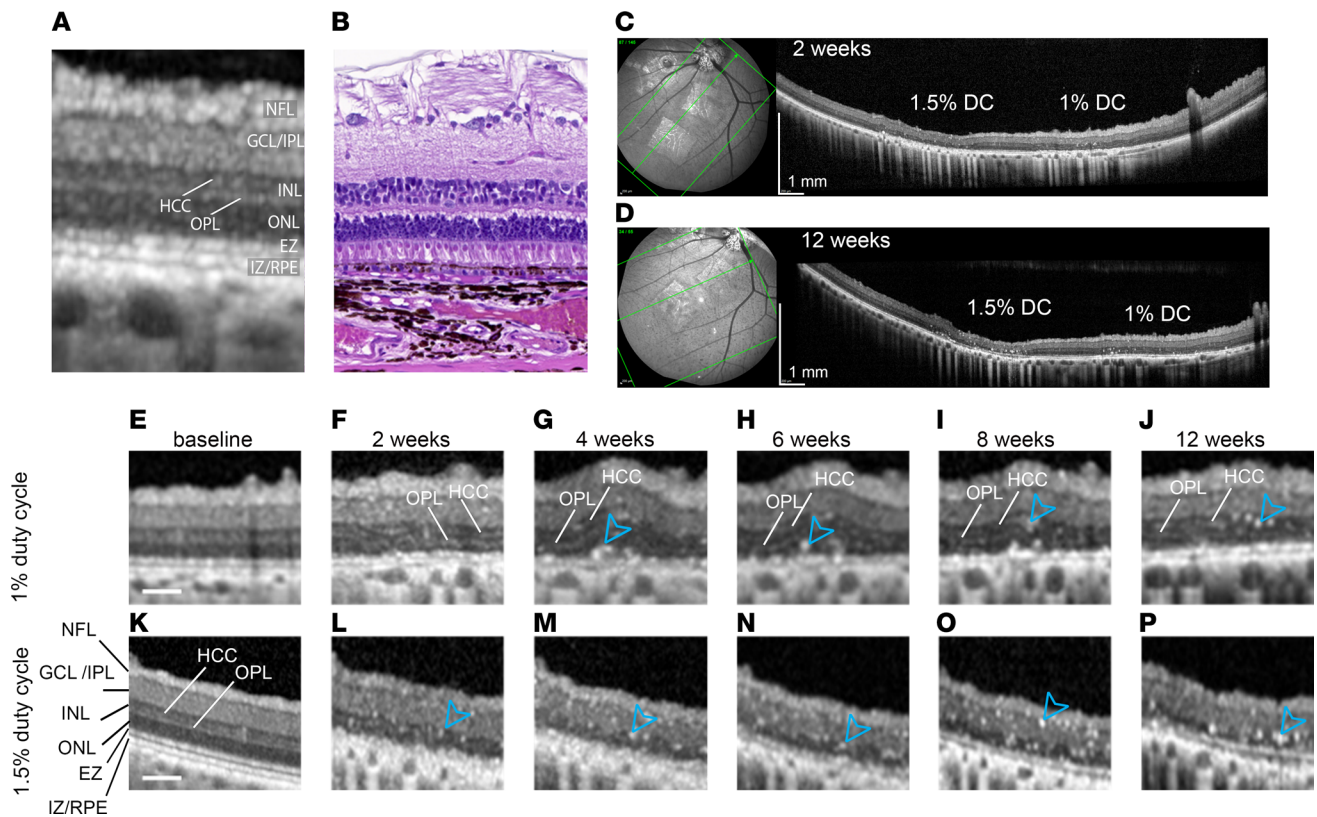 A
B
C
D
NFL
GCL/IPL
INL
HCC
OPL
ONL
EZ
IZ/RPE
2 weeks
1.5% DC
1% DC
1 mm
12 weeks
1.5% DC
1% DC
1 mm
E
F
G
H
I
J
baseline
2 weeks
4 weeks
6 weeks
8 weeks
12 weeks
1% duty cycle
OPL
HCC
OPL
HCC
OPL
HCC
OPL
HCC
OPL
HCC
K
L
M
N
O
P
1.5% duty cycle
NFL
GCL /IPL
INL
ONL
EZ
IZ/RPE
HCC
OPL